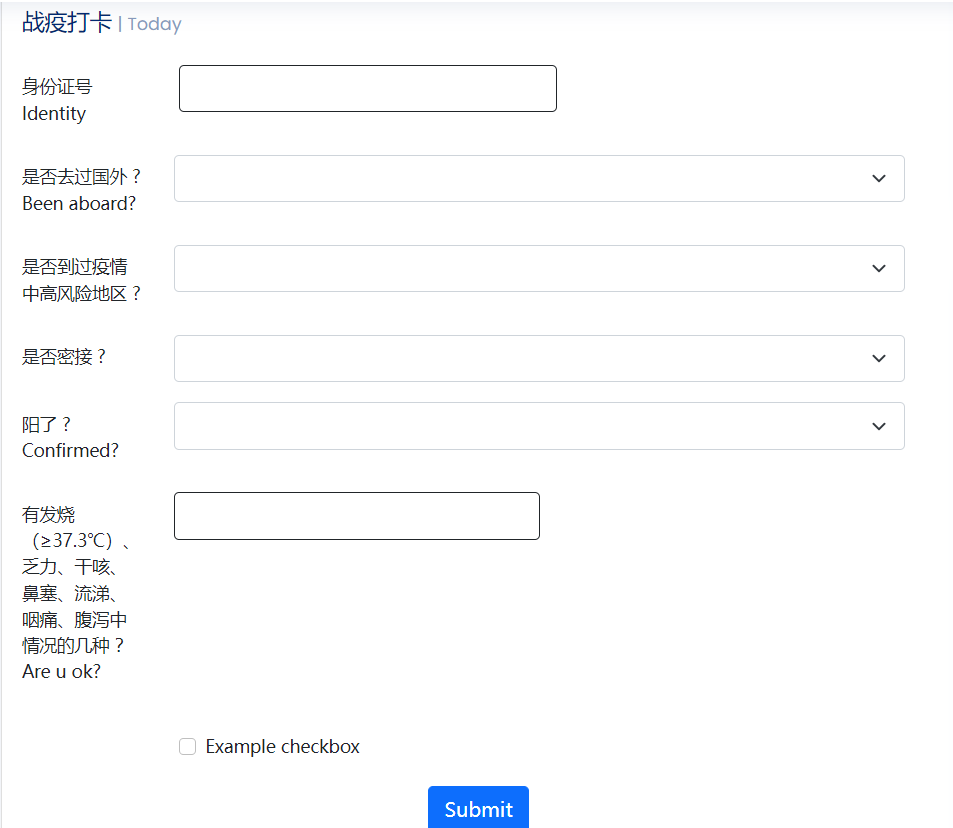 战疫打卡 | Today
身份证号
Identity
是否去过国外？
Been aboard?
是否到过疫情
中高风险地区？
是否密接？
阳了？
Confirmed?
有发烧
（≥37.3℃）、
乏力、干咳、
鼻塞、流涕、
咽痛、腹泻中
情况的几种？
Are u ok?
Example checkbox
Submit